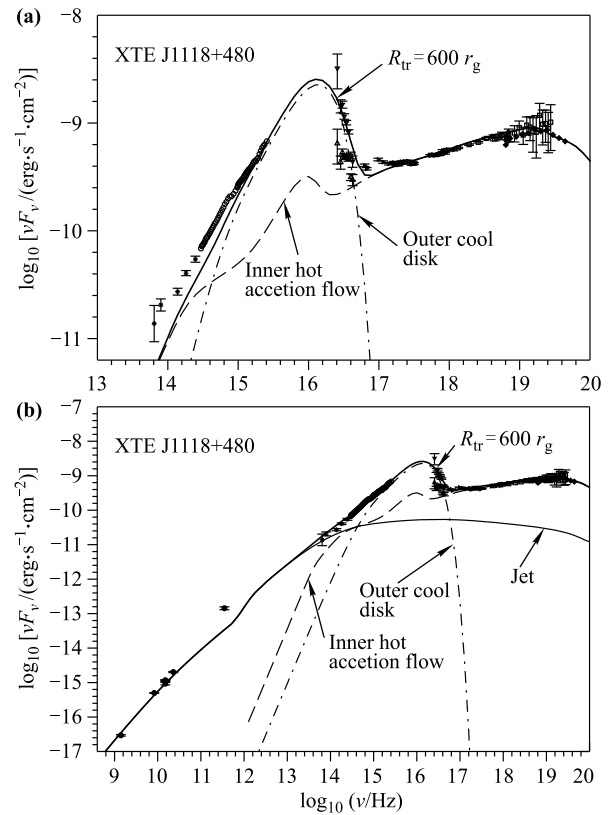 (a)
−8
XTE J1118+480
R_tr = 600 r_g
−9
log₁₀ [νF_ν/(erg·s⁻¹·cm⁻²)]
−10
Outer cool
disk
Inner hot
accetion flow
−11
13 14 15 16 17 18 19 20
(b)
−7
XTE J1118+480
R_tr = 600 r_g
−8
−9
−10
−11
log₁₀ [νF_ν/(erg·s⁻¹·cm⁻²)]
Jet
−12
Outer cool
disk
−13
Inner hot
accetion flow
−14
−15
−16
−17
9 10 11 12 13 14 15 16 17 18 19 20
log₁₀ (ν/Hz)